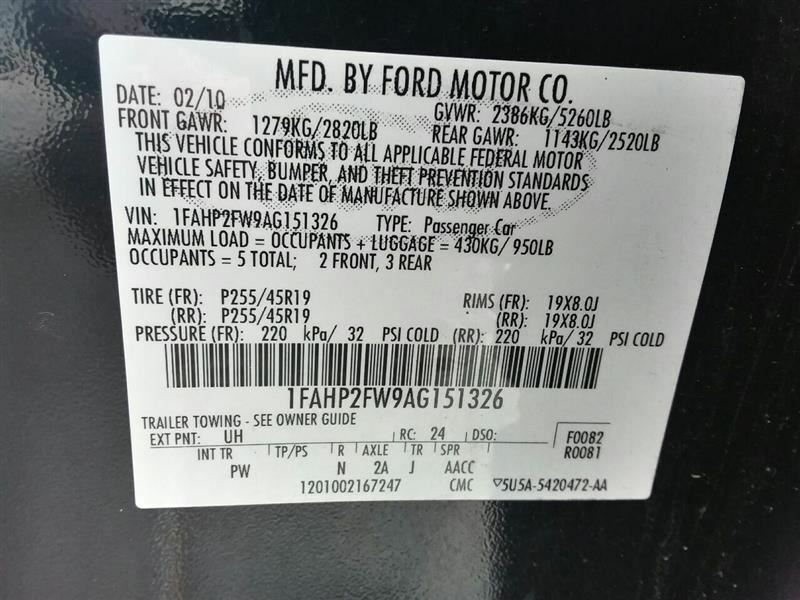 MFD. BY FORD MOTOR CO.
DATE: 02/10 GVWR: 2386KG/5260LB
FRONT GAWR: 1279KG/2820LB REAR GAWR: 1143KG/2520LB
THIS VEHICLE CONFORMS TO ALL APPLICABLE FEDERAL MOTOR
VEHICLE SAFETY, BUMPER, AND THEFT PREVENTION STANDARDS
IN EFFECT ON THE DATE OF MANUFACTURE SHOWN ABOVE.
VIN: 1FAHP2FW9AG151326 TYPE: Passenger Car
MAXIMUM LOAD = OCCUPANTS + LUGGAGE = 430KG/ 950LB
OCCUPANTS = 5 TOTAL; 2 FRONT, 3 REAR
TIRE (FR): P255/45R19 RIMS (FR): 19X8.0J
(RR): P255/45R19 (RR): 19X8.0J
PRESSURE (FR): 220 kPa/ 32 PSI COLD (RR): 220 kPa/ 32 PSI COLD
1FAHP2FW9AG151326
TRAILER TOWING - SEE OWNER GUIDE
EXT PNT: UH RC: 24 DSO: F0082
INT TR TP/PS R AXLE TR SPR R0081
PW N 2A J AACC
1201002167247 CMC ▽5U5A-5420472-AA